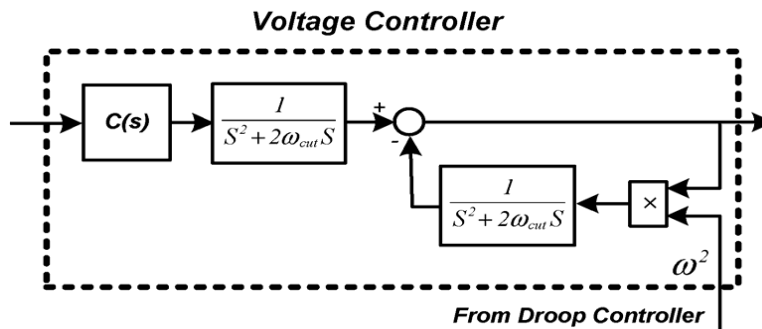 Voltage Controller
C(s)
1
S² + 2ω_cut S
+
-
1
S² + 2ω_cut S
×
ω²
From Droop Controller